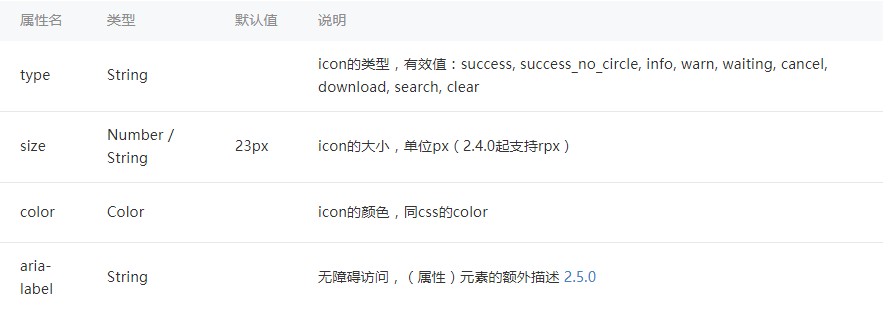 属性名 类型 默认值 说明
type String icon的类型，有效值：success, success_no_circle, info, warn, waiting, cancel,
download, search, clear
size Number /
String 23px icon的大小，单位px（2.4.0起支持rpx）
color Color icon的颜色，同css的color
aria-
label String 无障碍访问，（属性）元素的额外描述 2.5.0